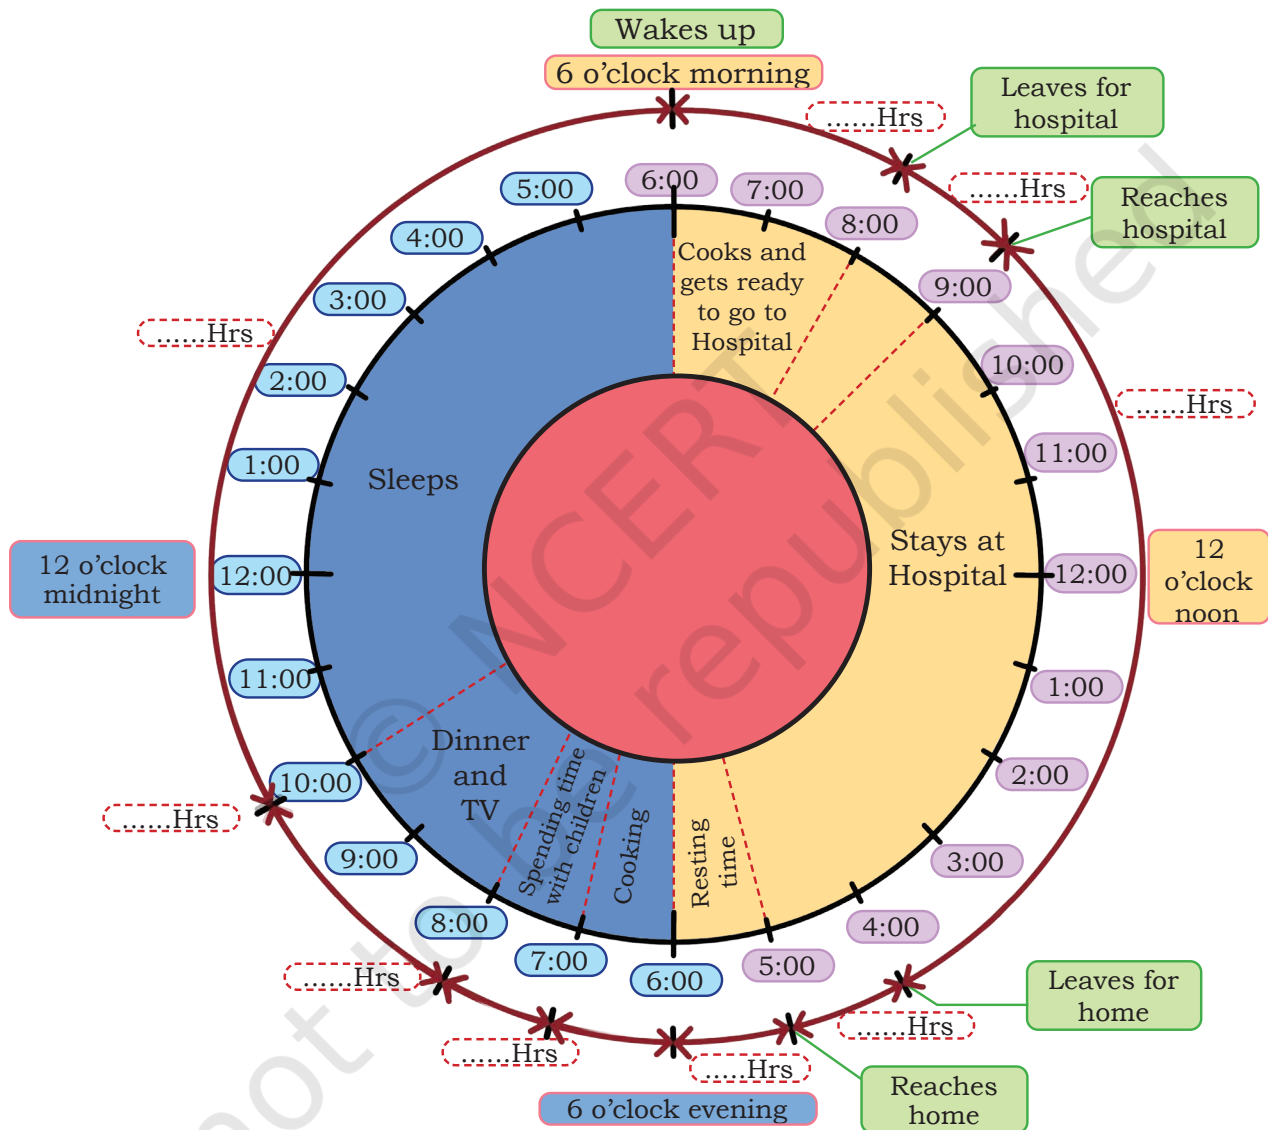 Wakes up
6 o'clock morning
......Hrs
Leaves for
hospital
......Hrs
Reaches
hospital
5:00
6:00
7:00
4:00
8:00
3:00
9:00
......Hrs
2:00
10:00
......Hrs
1:00
11:00
12:00
12:00
11:00
1:00
10:00
2:00
9:00
3:00
8:00
4:00
7:00
6:00
5:00
Cooks and
gets ready
to go to
Hospital
Sleeps
Stays at
Hospital
12 o'clock
midnight
12
o'clock
noon
Dinner
and
TV
Spending time
with children
Cooking
Resting
time
......Hrs
......Hrs
......Hrs
.....Hrs
......Hrs
Leaves for
home
Reaches
home
6 o'clock evening
© NCERT
not to be republished